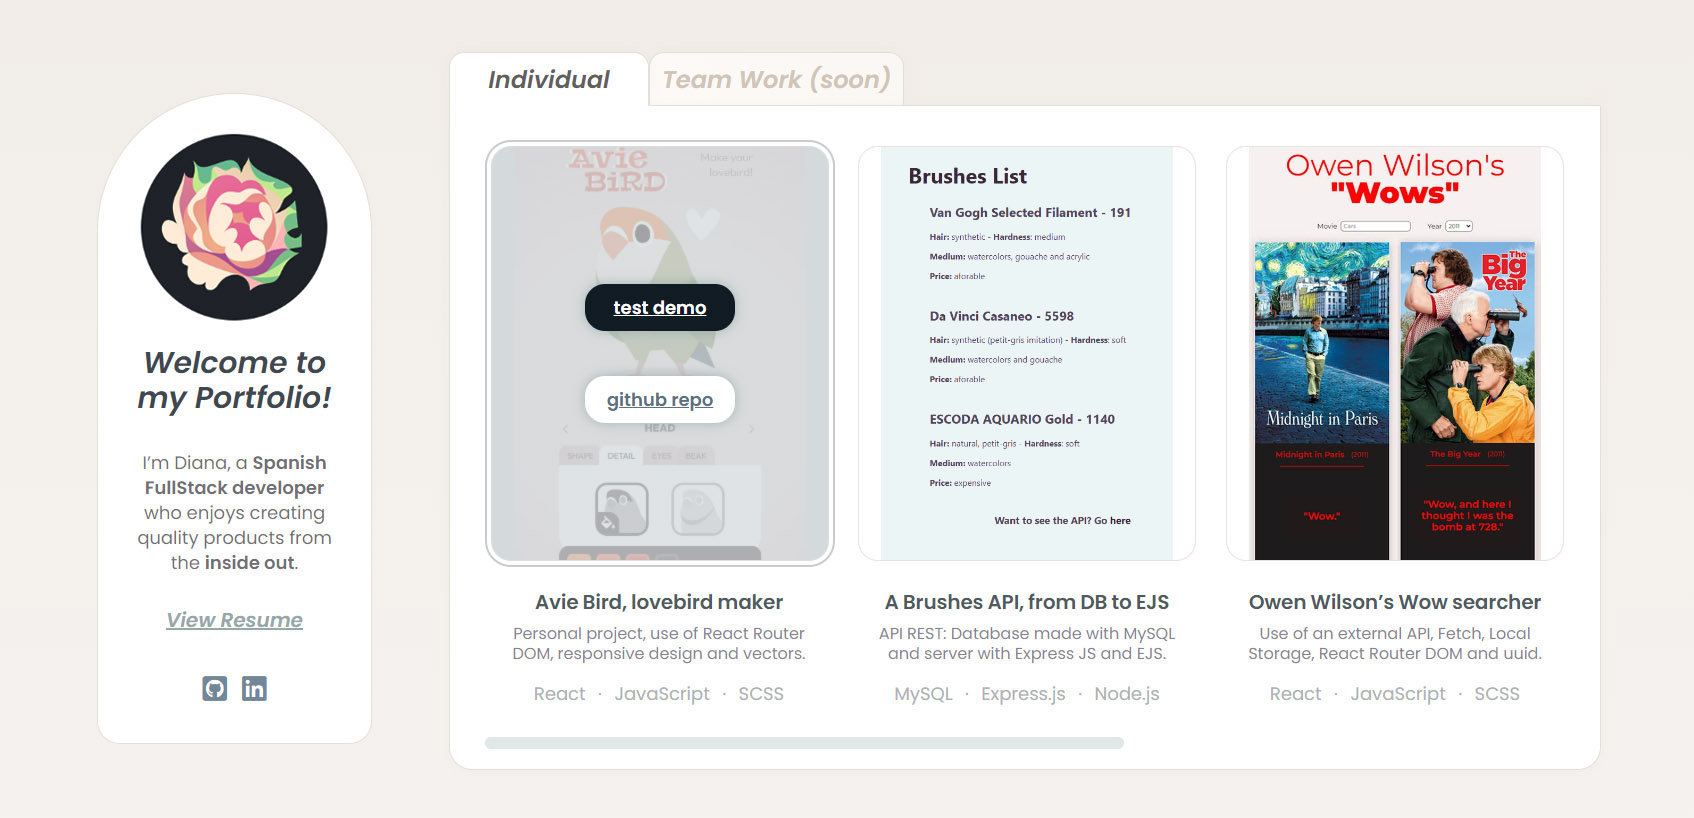 Individual
Team Work (soon)
Welcome to
my Portfolio!
I'm Diana, a Spanish
FullStack developer
who enjoys creating
quality products from
the inside out.
View Resume
in
Avie
BiRD
Make your
lovebird!
test demo
github repo
HEAD
SHAPE DETAIL EYES BEAK
Avie Bird, lovebird maker
Personal project, use of React Router
DOM, responsive design and vectors.
React · JavaScript · SCSS
Brushes List
Van Gogh Selected Filament - 191
Hair: synthetic - Hardness: medium
Medium: watercolors, gouache and acrylic
Price: aforable
Da Vinci Casaneo - 5598
Hair: synthetic (petit-gris imitation) - Hardness: soft
Medium: watercolors and gouache
Price: aforable
ESCODA AQUARIO Gold - 1140
Hair: natural, petit-gris - Hardness: soft
Medium: watercolors
Price: expensive
Want to see the API? Go here
A Brushes API, from DB to EJS
API REST: Database made with MySQL
and server with Express JS and EJS.
MySQL · Express.js · Node.js
Owen Wilson's
"Wows"
Movie Cars Year 2011
Midnight in Paris
The
Big
Year
Midnight in Paris (2011)
The Big Year (2011)
"Wow."
"Wow, and here I
thought I was the
bomb at 728."
Owen Wilson's Wow searcher
Use of an external API, Fetch, Local
Storage, React Router DOM and uuid.
React · JavaScript · SCSS